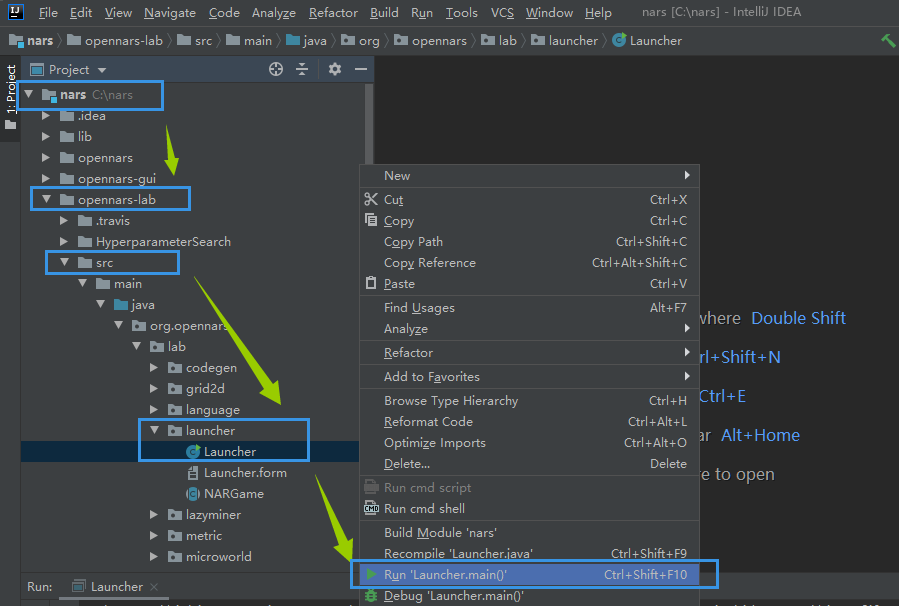 IJ File Edit View Navigate Code Analyze Refactor Build Run Tools VCS Window Help nars [C:\nars] - IntelliJ IDEA
nars opennars-lab src main java org opennars lab launcher Launcher
1: Project
Project
nars C:\nars
.idea
lib
opennars
opennars-gui
opennars-lab
.travis
HyperparameterSearch
src
main
java
org.opennars
lab
codegen
grid2d
language
launcher
Launcher
Launcher.form
NARGame
lazyminer
metric
microworld
New
Cut Ctrl+X
Copy Ctrl+C
Copy Path Ctrl+Shift+C
Copy Reference Ctrl+Alt+Shift+C
Paste Ctrl+V
Find Usages Alt+F7
Analyze
Refactor
Add to Favorites
Browse Type Hierarchy Ctrl+H
Reformat Code Ctrl+Alt+L
Optimize Imports Ctrl+Alt+O
Delete... Delete
Run cmd script
CMD Run cmd shell
Build Module 'nars'
Recompile 'Launcher.java' Ctrl+Shift+F9
Run 'Launcher.main()' Ctrl+Shift+F10
Debug 'Launcher.main()'
where Double Shift
rl+Shift+N
Ctrl+E
ar Alt+Home
re to open
Run: Launcher